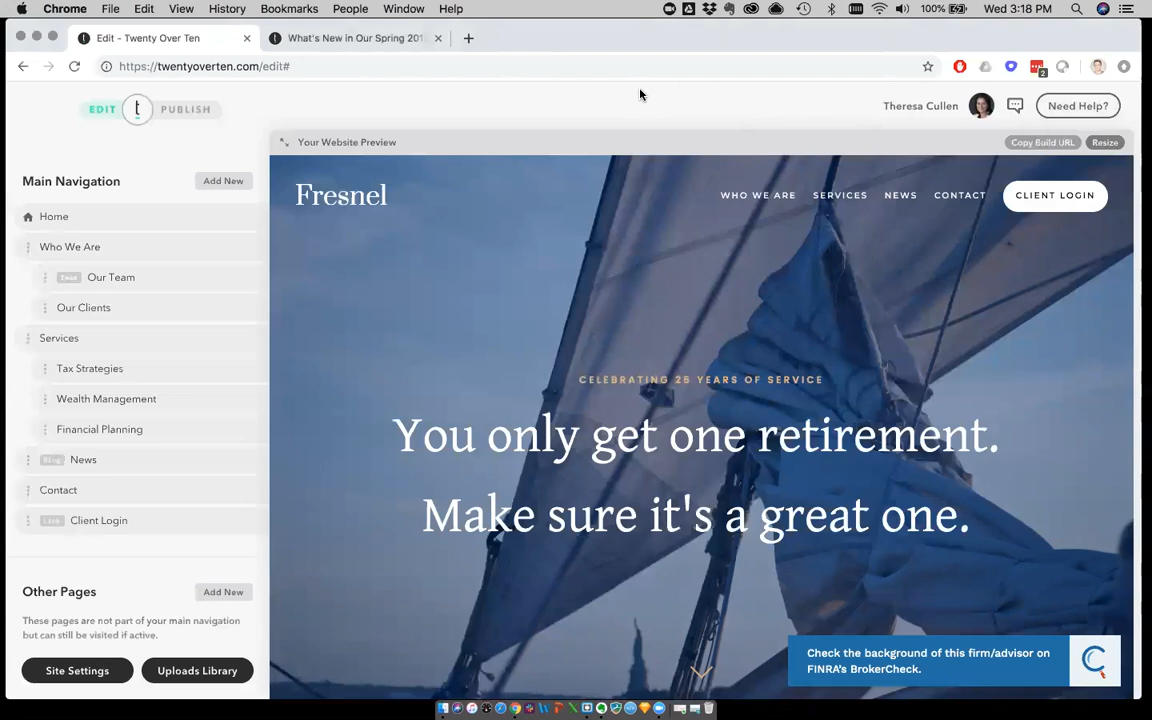 Chrome File Edit View History Bookmarks People Window Help 100% Wed 3:18 PM
Edit - Twenty Over Ten
What's New in Our Spring 201
https://twentyoverten.com/edit#
2
EDIT t PUBLISH
Theresa Cullen
Need Help?
Your Website Preview
Copy Build URL
Resize
Main Navigation
Add New
Home
Who We Are
Team Our Team
Our Clients
Services
Tax Strategies
Wealth Management
Financial Planning
Blog News
Contact
Link Client Login
Other Pages
Add New
These pages are not part of your main navigation
but can still be visited if active.
Site Settings
Uploads Library
Fresnel
WHO WE ARE SERVICES NEWS CONTACT CLIENT LOGIN
CELEBRATING 25 YEARS OF SERVICE
You only get one retirement.
Make sure it's a great one.
Check the background of this firm/advisor on
FINRA's BrokerCheck.